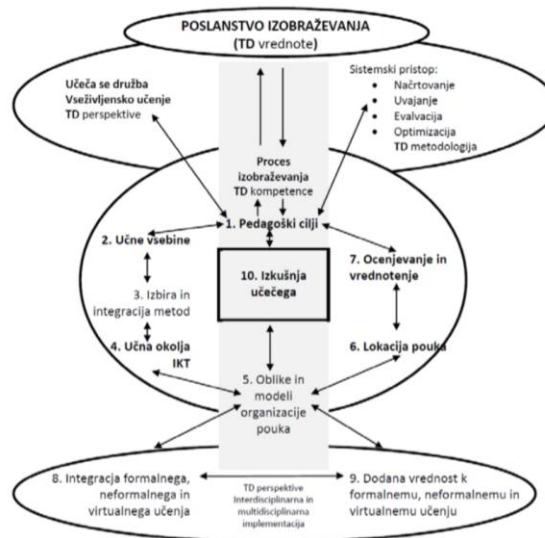 POSLANSTVO IZOBRAŽEVANJA
(TD vrednote)
Učeča se družba
Vseživljensko učenje
TD perspektive
Sistemski pristop:
• Načrtovanje
• Uvajanje
• Evalvacija
• Optimizacija
TD metodologija
Proces
izobraževanja
TD kompetence
1. Pedagoški cilji
2. Učne vsebine
3. Izbira in
integracija metod
4. Učna okolja
IKT
10. Izkušnja
učečega
7. Ocenjevanje in
vrednotenje
6. Lokacija pouka
5. Oblike in
modeli
organizacije
pouka
8. Integracija formalnega,
neformalnega in
virtualnega učenja
TD perspektive
Interdisciplinarna in
multidisciplinarna
implementacija
9. Dodana vrednost k
formalnemu, neformalnemu in
virtualnemu učenju